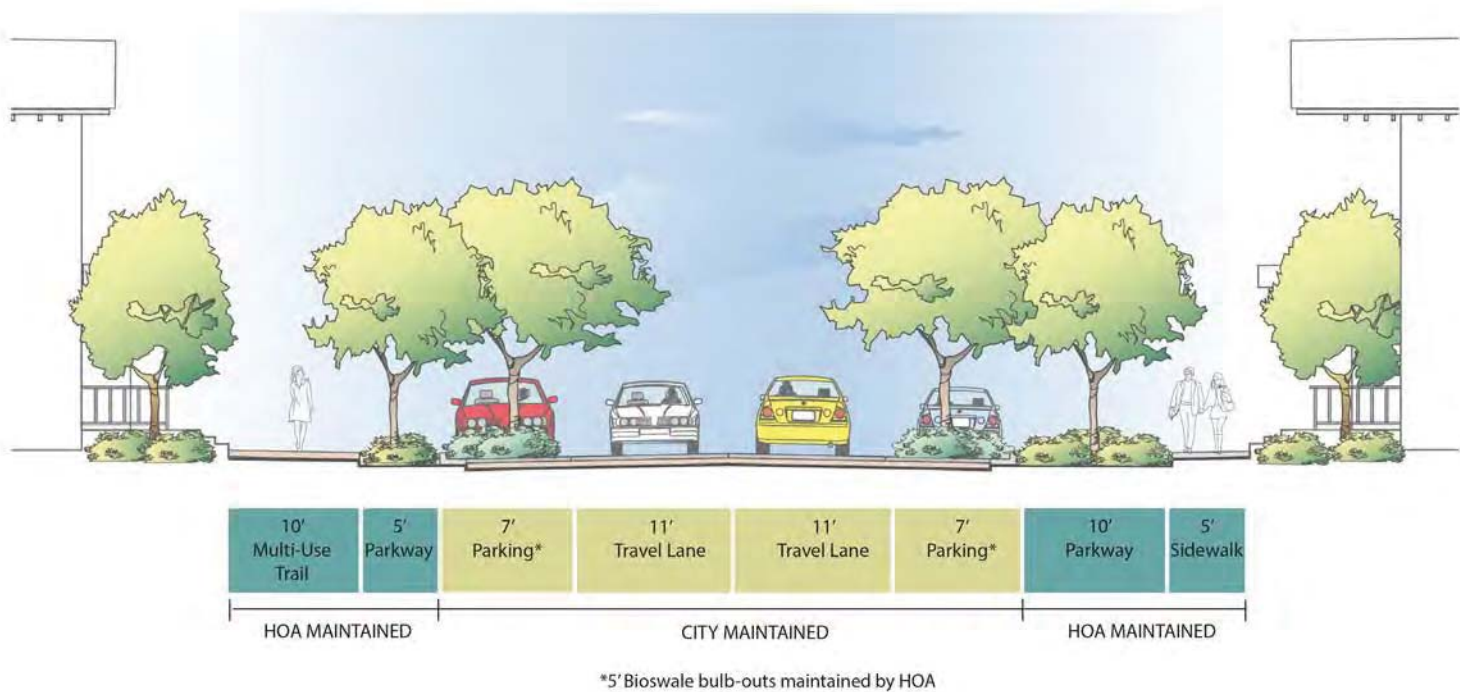 10'
Multi-Use
Trail
5'
Parkway
7'
Parking*
11'
Travel Lane
11'
Travel Lane
7'
Parking*
10'
Parkway
5'
Sidewalk
HOA MAINTAINED
CITY MAINTAINED
HOA MAINTAINED
*5' Bioswale bulb-outs maintained by HOA